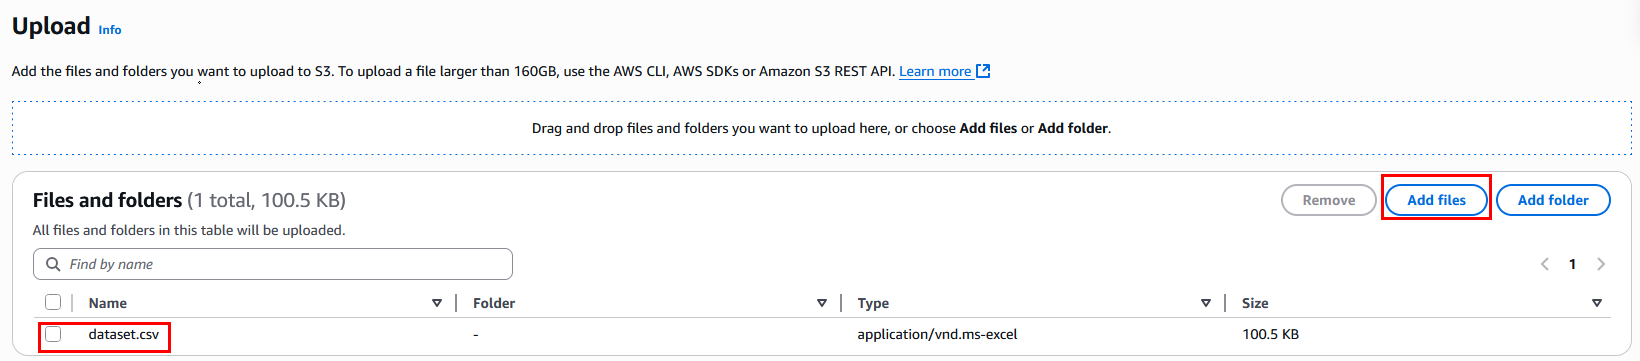 Upload Info
Add the files and folders you want to upload to S3. To upload a file larger than 160GB, use the AWS CLI, AWS SDKs or Amazon S3 REST API. Learn more
Drag and drop files and folders you want to upload here, or choose Add files or Add folder.
Files and folders (1 total, 100.5 KB)
Remove Add files Add folder
All files and folders in this table will be uploaded.
Find by name
1
Name Folder Type Size
dataset.csv - application/vnd.ms-excel 100.5 KB